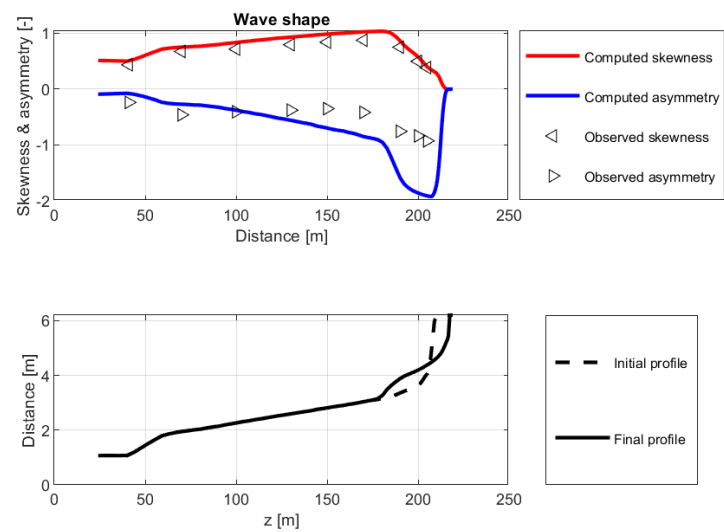 Wave shape
Skewness & asymmetry [-]
1
0
-1
-2
0
50
100
150
200
250
Distance [m]
Computed skewness
Computed asymmetry
Observed skewness
Observed asymmetry
Distance [m]
6
4
2
0
0
50
100
150
200
250
z [m]
Initial profile
Final profile